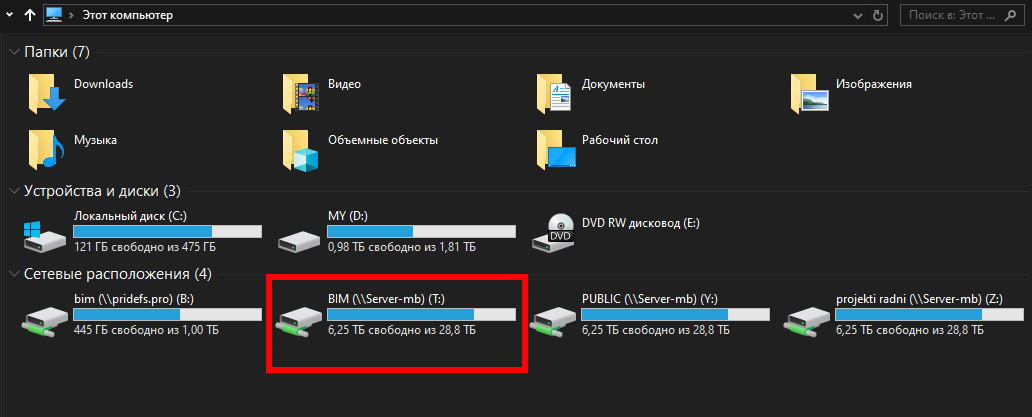 Этот компьютер
Поиск в: Этот ...
Папки (7)
Downloads
Видео
Документы
Изображения
Музыка
Объемные объекты
Рабочий стол
Устройства и диски (3)
Локальный диск (C:)
121 ГБ свободно из 475 ГБ
MY (D:)
0,98 ТБ свободно из 1,81 ТБ
DVD RW дисковод (E:)
DVD
Сетевые расположения (4)
bim (\\pridefs.pro) (B:)
445 ГБ свободно из 1,00 ТБ
BIM (\\Server-mb) (T:)
6,25 ТБ свободно из 28,8 ТБ
PUBLIC (\\Server-mb) (Y:)
6,25 ТБ свободно из 28,8 ТБ
projekti radni (\\Server-mb) (Z:)
6,25 ТБ свободно из 28,8 ТБ